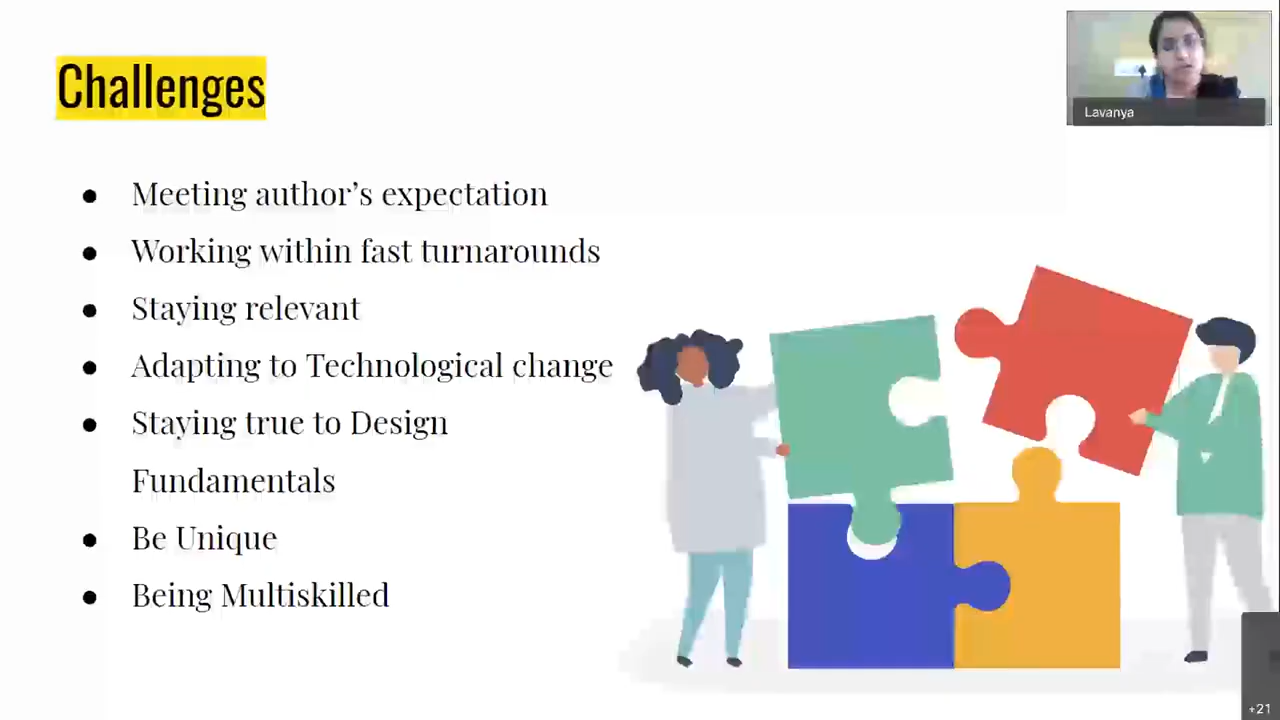 Challenges
Lavanya
● Meeting author's expectation
● Working within fast turnarounds
● Staying relevant
● Adapting to Technological change
● Staying true to Design
Fundamentals
● Be Unique
● Being Multiskilled
+21